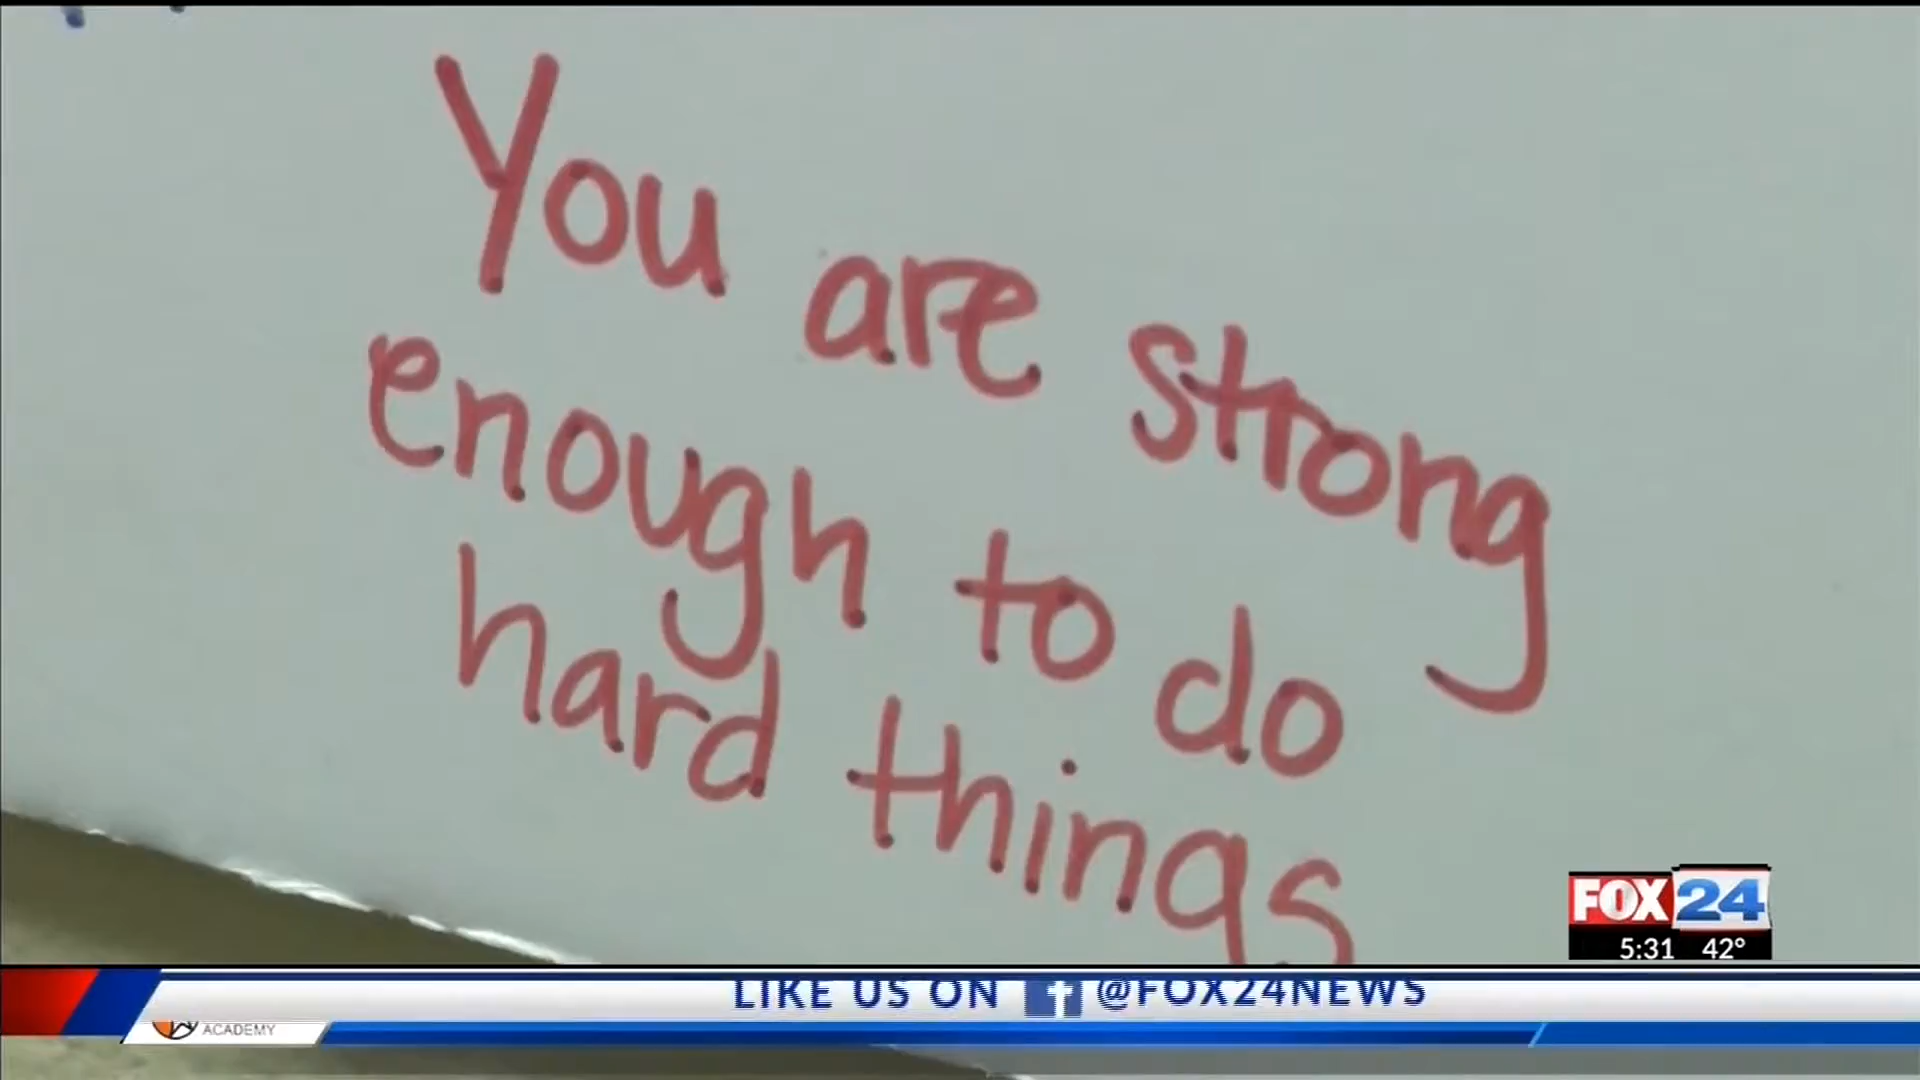 You are strong
enough to do
hard things
FOX 24
5:31 42°
LIKE US ON f @FOX24NEWS
ACADEMY